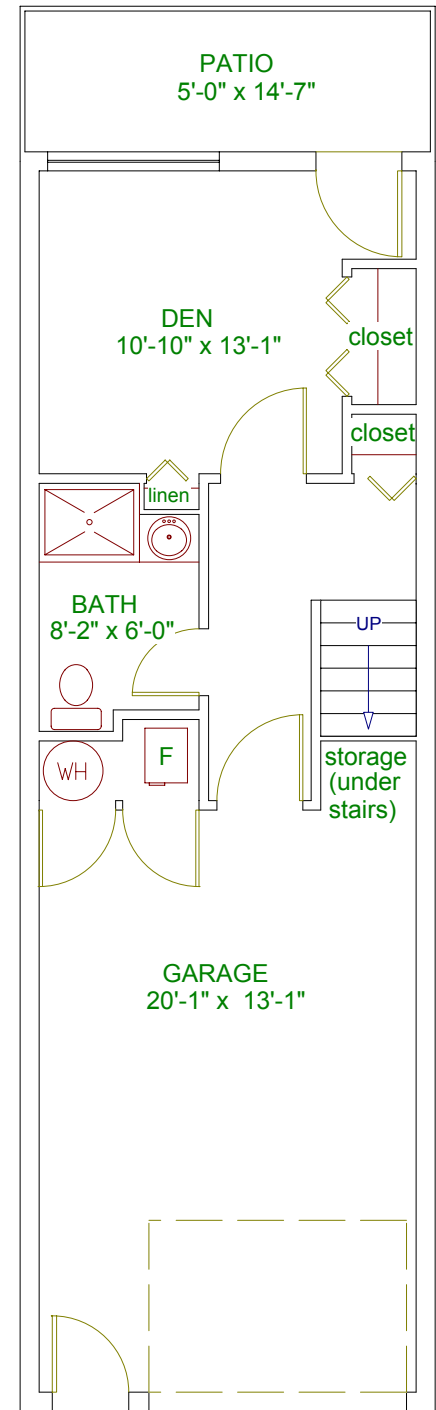 PATIO
5'-0" x 14'-7"
DEN
10'-10" x 13'-1"
closet
closet
linen
BATH
8'-2" x 6'-0"
UP
WH
F
storage
(under
stairs)
GARAGE
20'-1" x 13'-1"